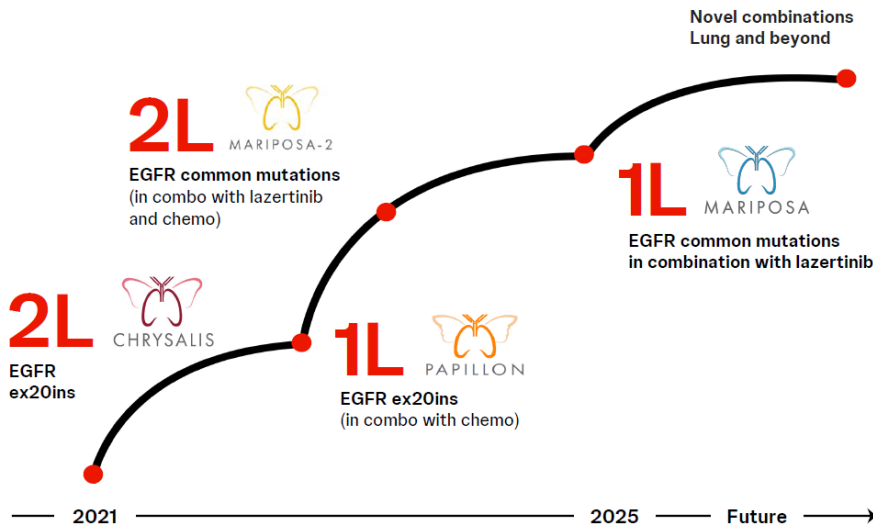 Novel combinations
Lung and beyond
2L
MARIPOSA-2
EGFR common mutations
(in combo with lazertinib
and chemo)
1L
MARIPOSA
EGFR common mutations
in combination with lazertinib
2L
CHRYSALIS
EGFR
ex20ins
1L
PAPILLON
EGFR ex20ins
(in combo with chemo)
2021
2025
Future